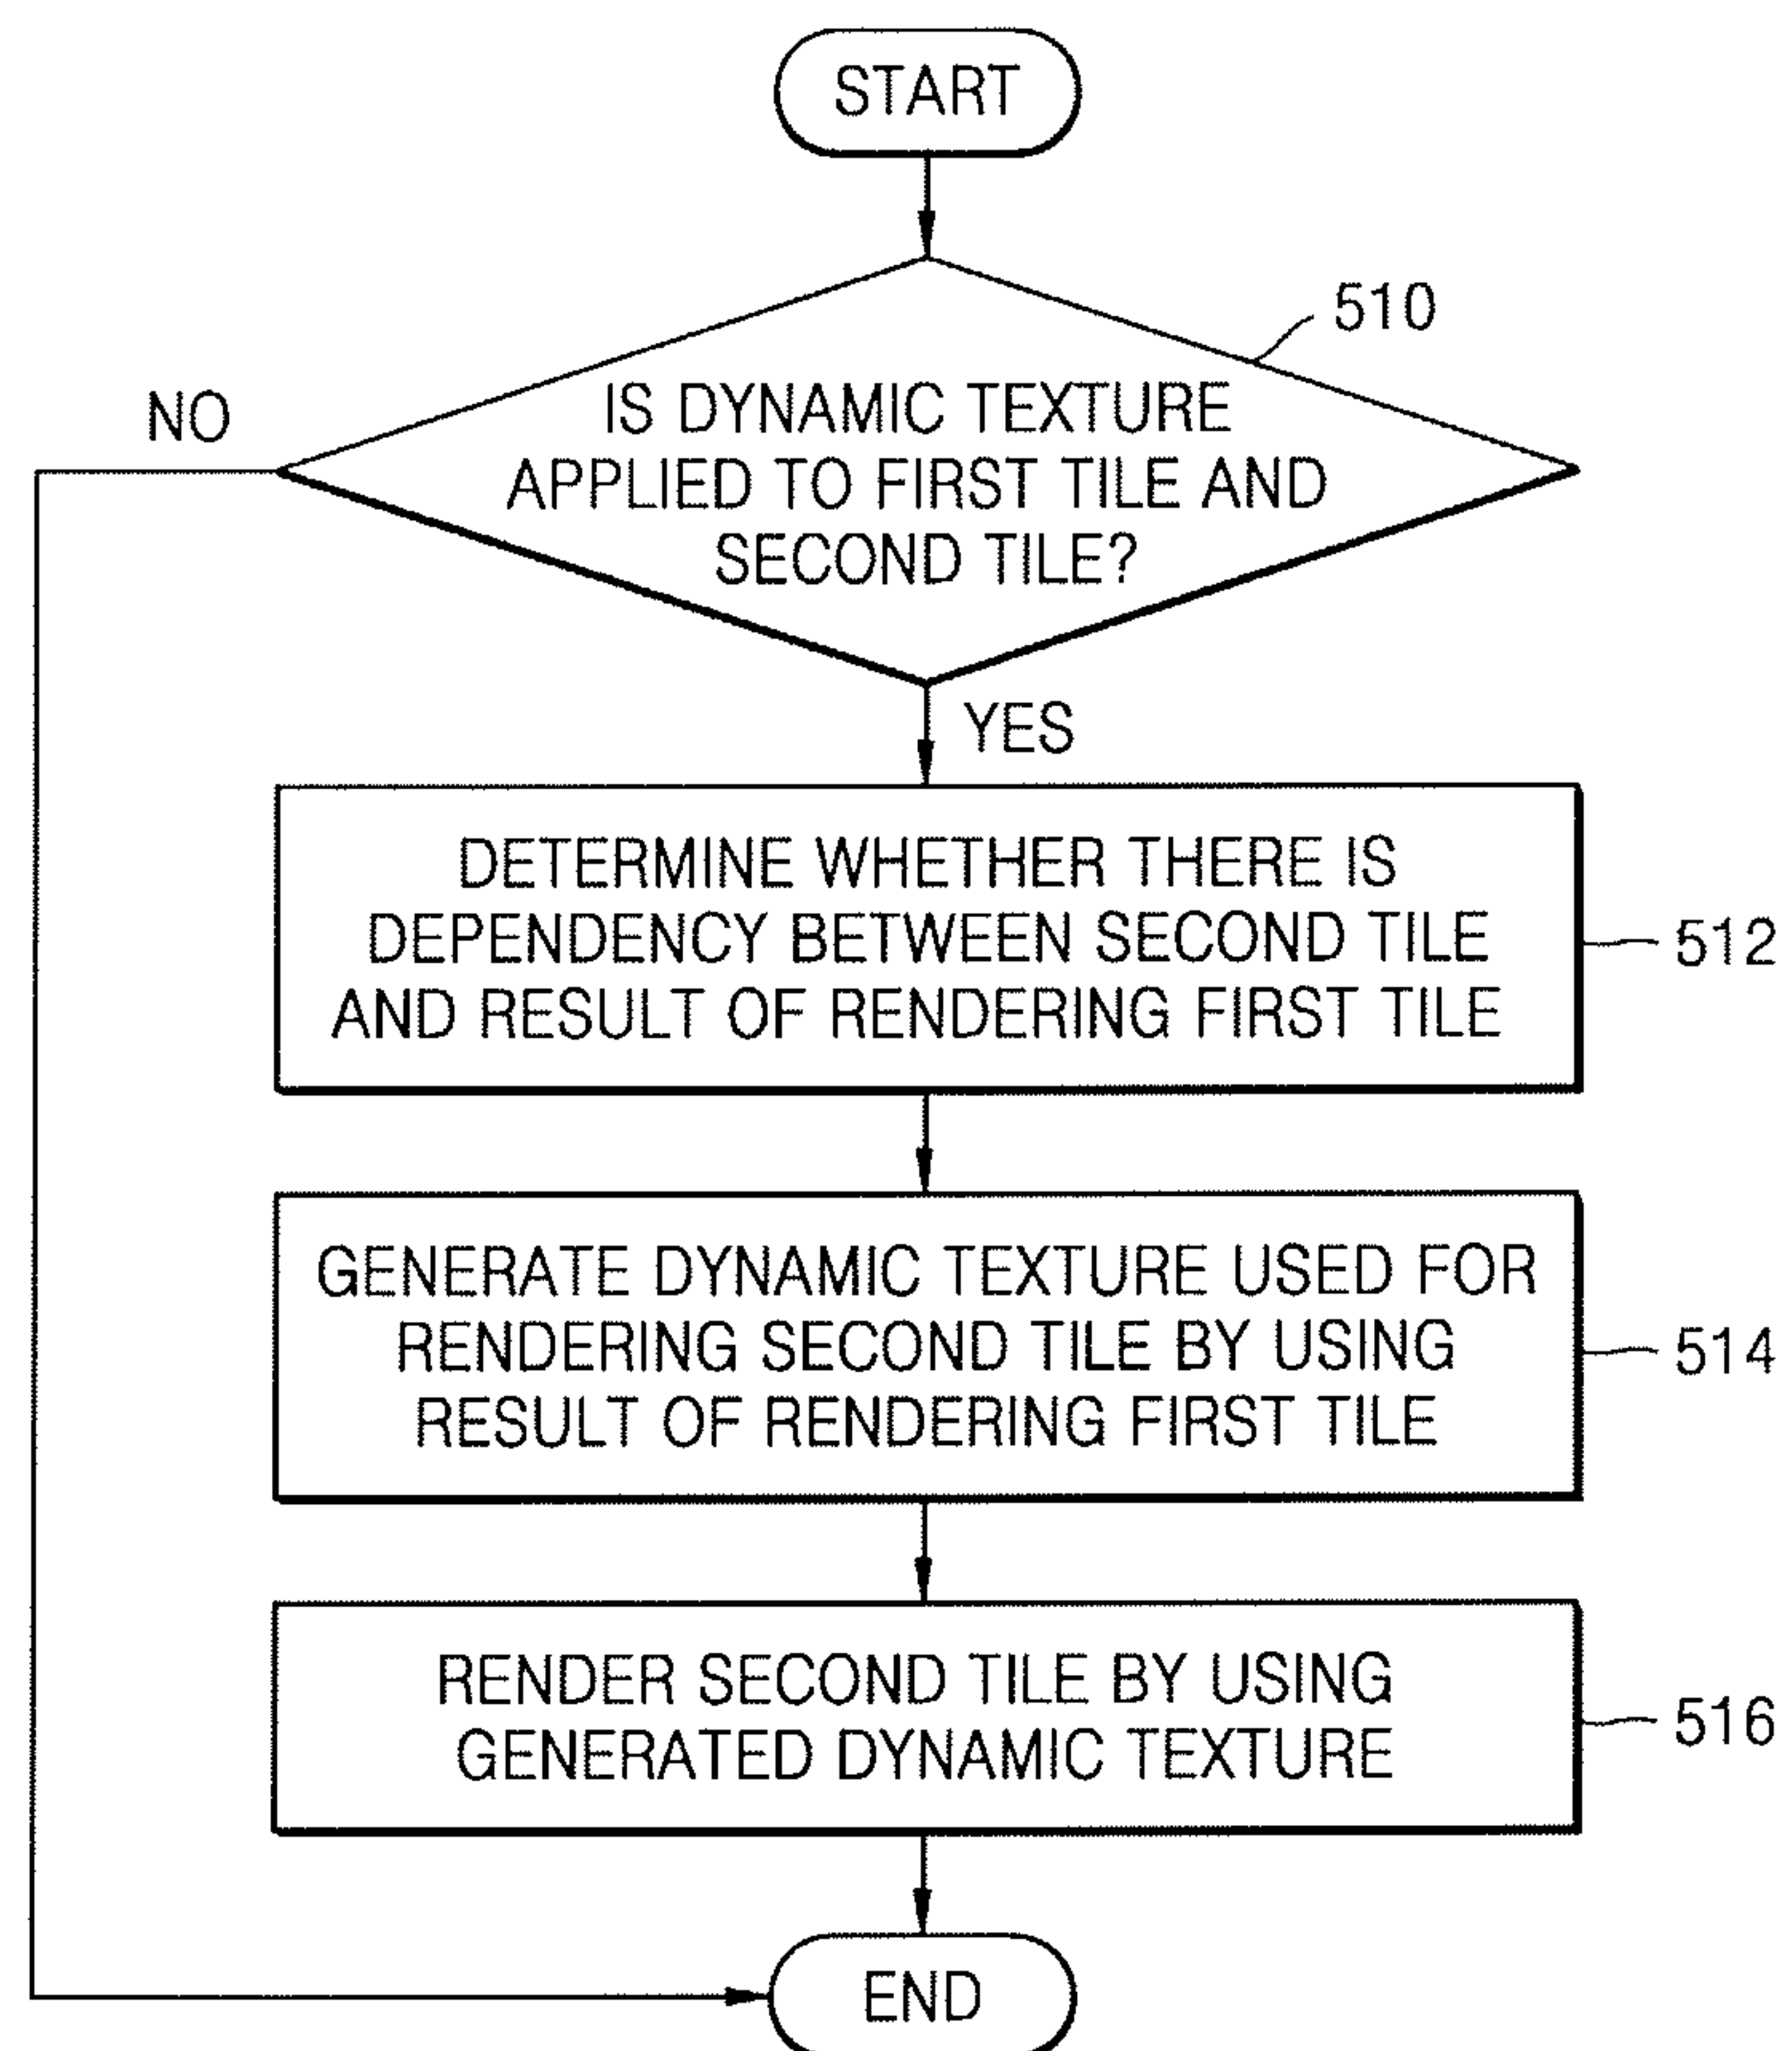 START
510
NO
IS DYNAMIC TEXTURE
APPLIED TO FIRST TILE AND
SECOND TILE?
YES
DETERMINE WHETHER THERE IS
DEPENDENCY BETWEEN SECOND TILE
AND RESULT OF RENDERING FIRST TILE
512
GENERATE DYNAMIC TEXTURE USED FOR
RENDERING SECOND TILE BY USING
RESULT OF RENDERING FIRST TILE
514
RENDER SECOND TILE BY USING
GENERATED DYNAMIC TEXTURE
516
END